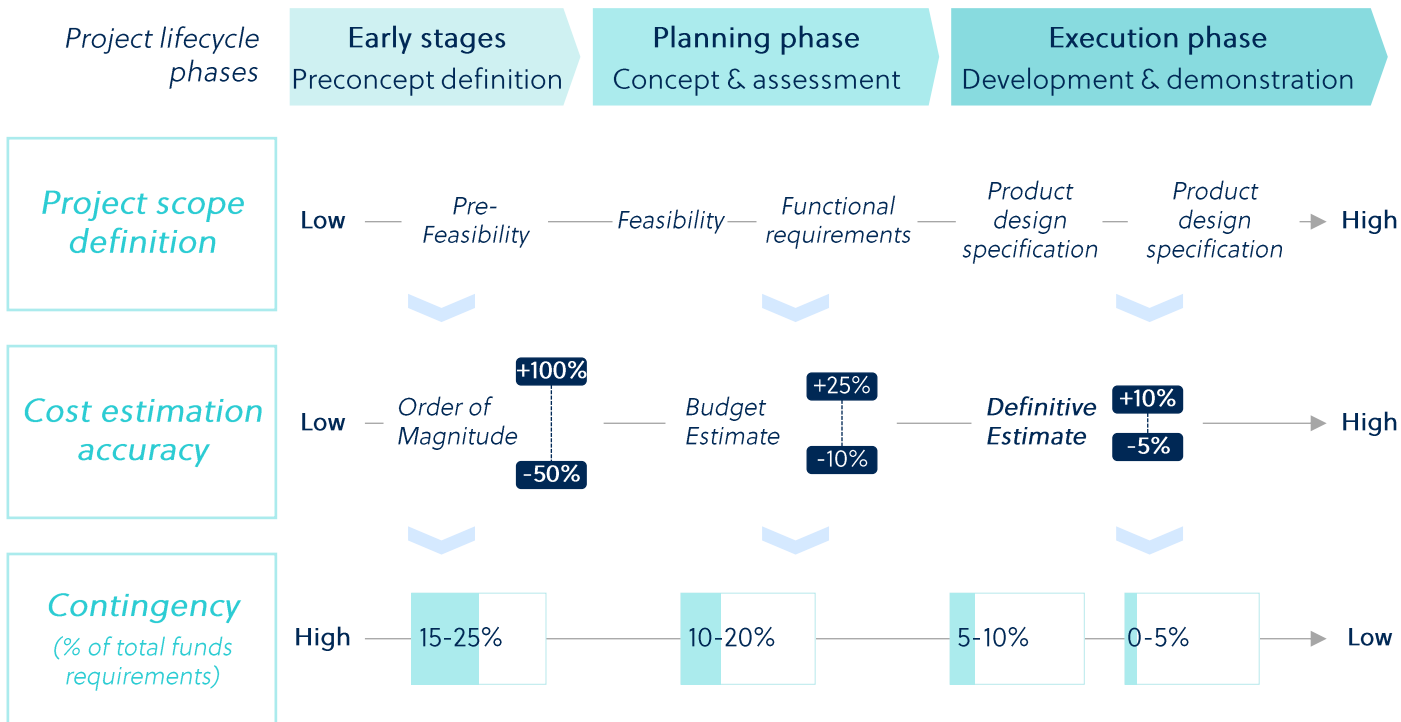 Project lifecycle
phases
Early stages
Preconcept definition
Planning phase
Concept & assessment
Execution phase
Development & demonstration
Project scope
definition
Low
Pre-
Feasibility
Feasibility
Functional
requirements
Product
design
specification
Product
design
specification
High
Cost estimation
accuracy
Low
Order of
Magnitude
+100%
-50%
Budget
Estimate
+25%
-10%
Definitive
Estimate
+10%
-5%
High
Contingency
(% of total funds
requirements)
High
15-25%
10-20%
5-10%
0-5%
Low